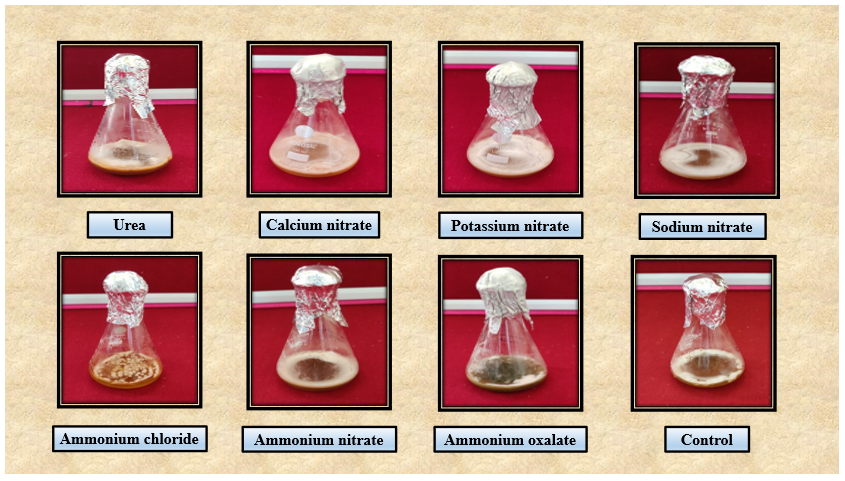 Urea
Calcium nitrate
Potassium nitrate
Sodium nitrate
Ammonium chloride
Ammonium nitrate
Ammonium oxalate
Control